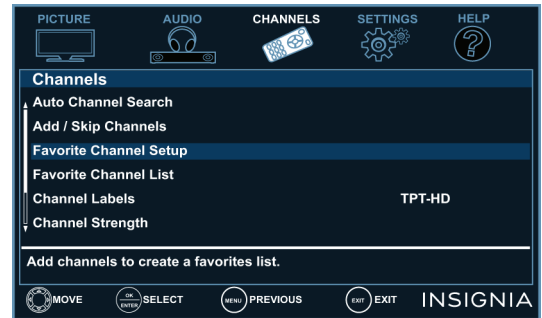 PICTURE AUDIO CHANNELS SETTINGS HELP
Channels
Auto Channel Search
Add / Skip Channels
Favorite Channel Setup
Favorite Channel List
Channel Labels TPT-HD
Channel Strength
Add channels to create a favorites list.
MOVE OK ENTER SELECT MENU PREVIOUS EXIT EXIT INSIGNIA